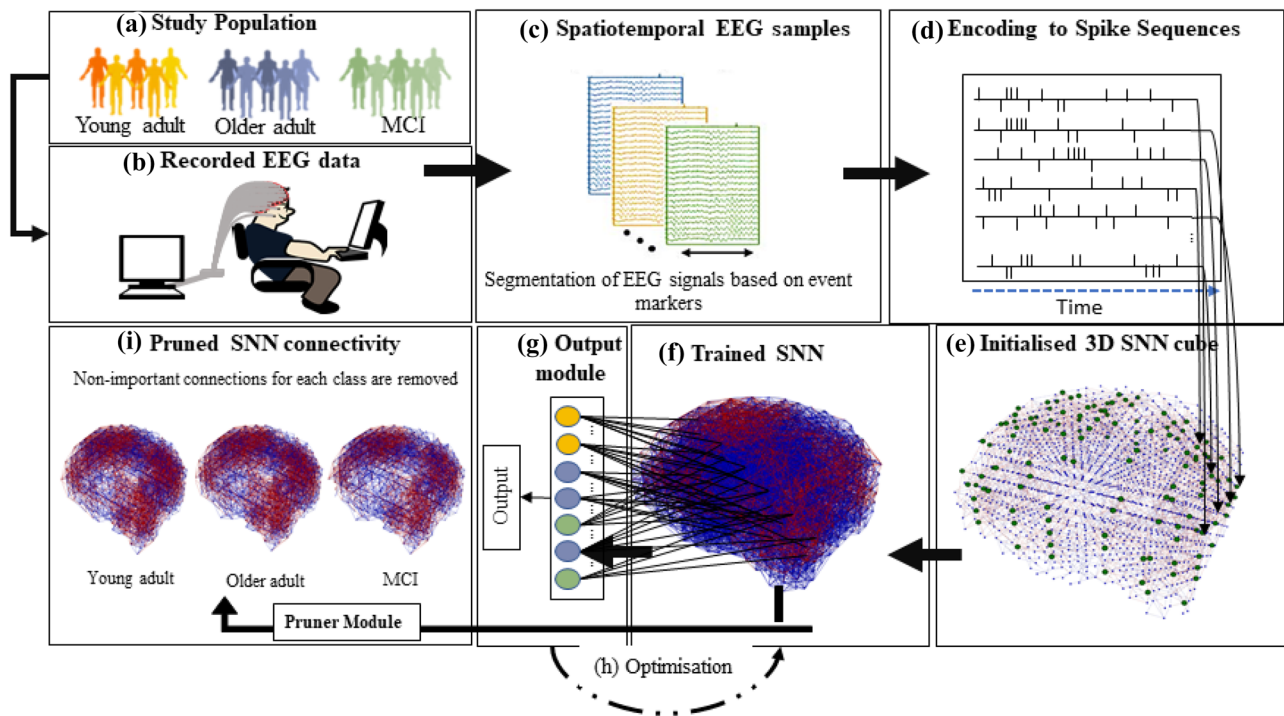 (a) Study Population
Young adult
Older adult
MCI
(b) Recorded EEG data
(c) Spatiotemporal EEG samples
Segmentation of EEG signals based on event
markers
(d) Encoding to Spike Sequences
Time
(e) Initialised 3D SNN cube
(f) Trained SNN
(g) Output
module
Output
(h) Optimisation
(i) Pruned SNN connectivity
Non-important connections for each class are removed
Young adult
Older adult
MCI
Pruner Module